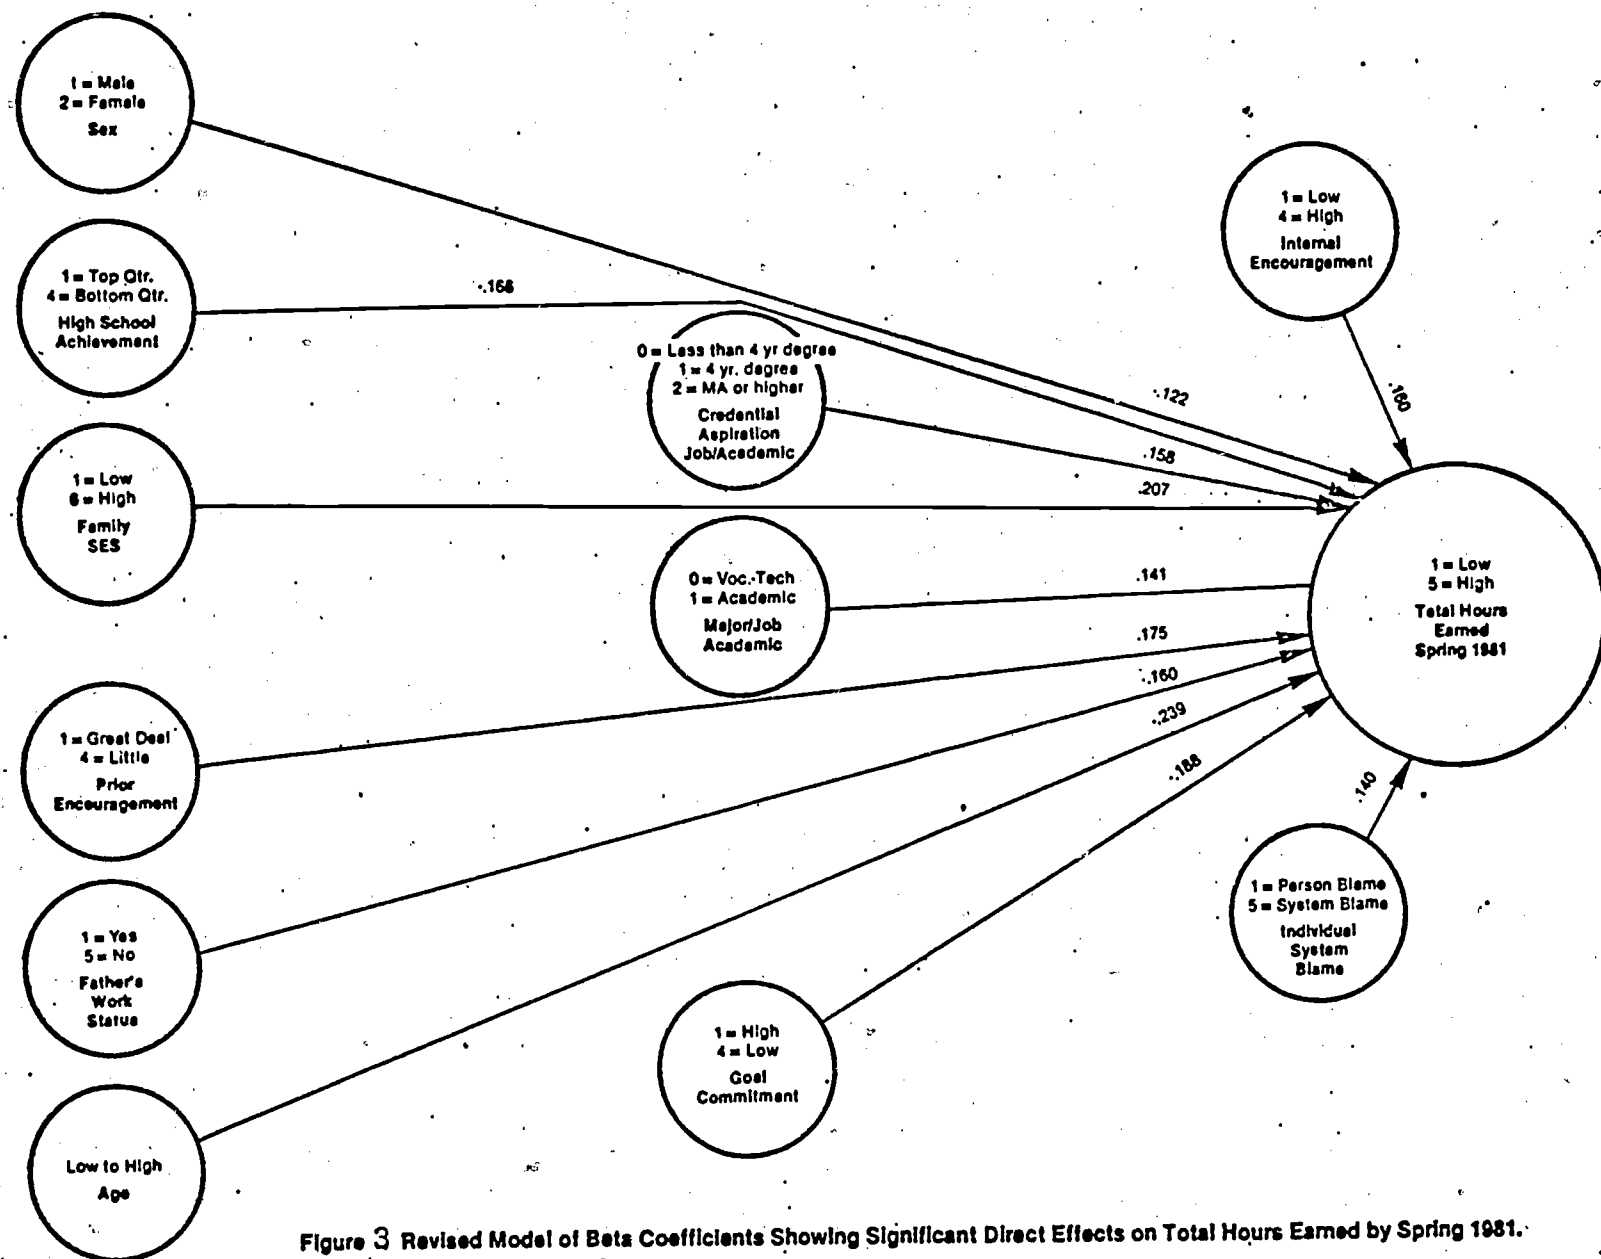 1 = Male
2 = Female
Sex
1 = Top Qtr.
4 = Bottom Qtr.
High School
Achievement
-.166
1 = Low
6 = High
Family
SES
1 = Great Deal
4 = Little
Prior
Encouragement
1 = Yes
5 = No
Father's
Work
Status
Low to High
Age
0 = Less than 4 yr degree
1 = 4 yr. degree
2 = MA or higher
Credential
Aspiration
Job/Academic
0 = Voc.-Tech
1 = Academic
Major/Job
Academic
1 = High
4 = Low
Goal
Commitment
-.122
.158
.207
.141
.175
-.160
-.239
-.188
1 = Low
4 = High
Internal
Encouragement
.160
1 = Low
5 = High
Total Hours
Earned
Spring 1981
.140
1 = Person Blame
5 = System Blame
Individual
System
Blame
Figure 3 Revised Model of Beta Coefficients Showing Significant Direct Effects on Total Hours Earned by Spring 1981.